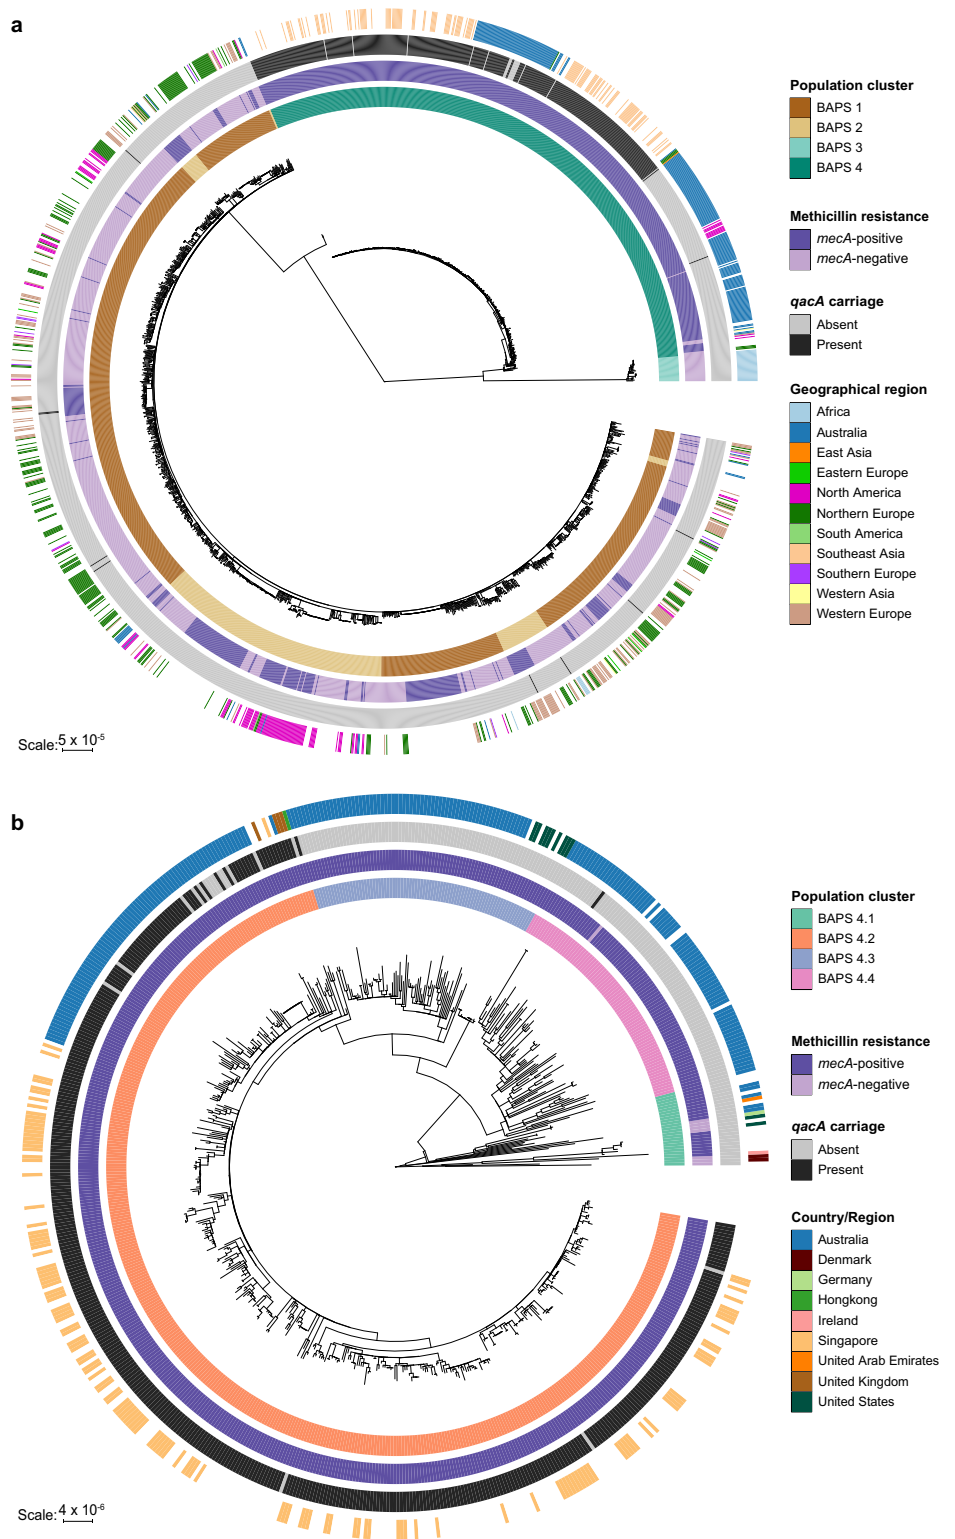 a
Population cluster
BAPS 1
BAPS 2
BAPS 3
BAPS 4
Methicillin resistance
mecA-positive
mecA-negative
qacA carriage
Absent
Present
Geographical region
Africa
Australia
East Asia
Eastern Europe
North America
Northern Europe
South America
Southeast Asia
Southern Europe
Western Asia
Western Europe
Scale: 5 x 10-5
b
Population cluster
BAPS 4.1
BAPS 4.2
BAPS 4.3
BAPS 4.4
Methicillin resistance
mecA-positive
mecA-negative
qacA carriage
Absent
Present
Country/Region
Australia
Denmark
Germany
Hongkong
Ireland
Singapore
United Arab Emirates
United Kingdom
United States
Scale: 4 x 10-6